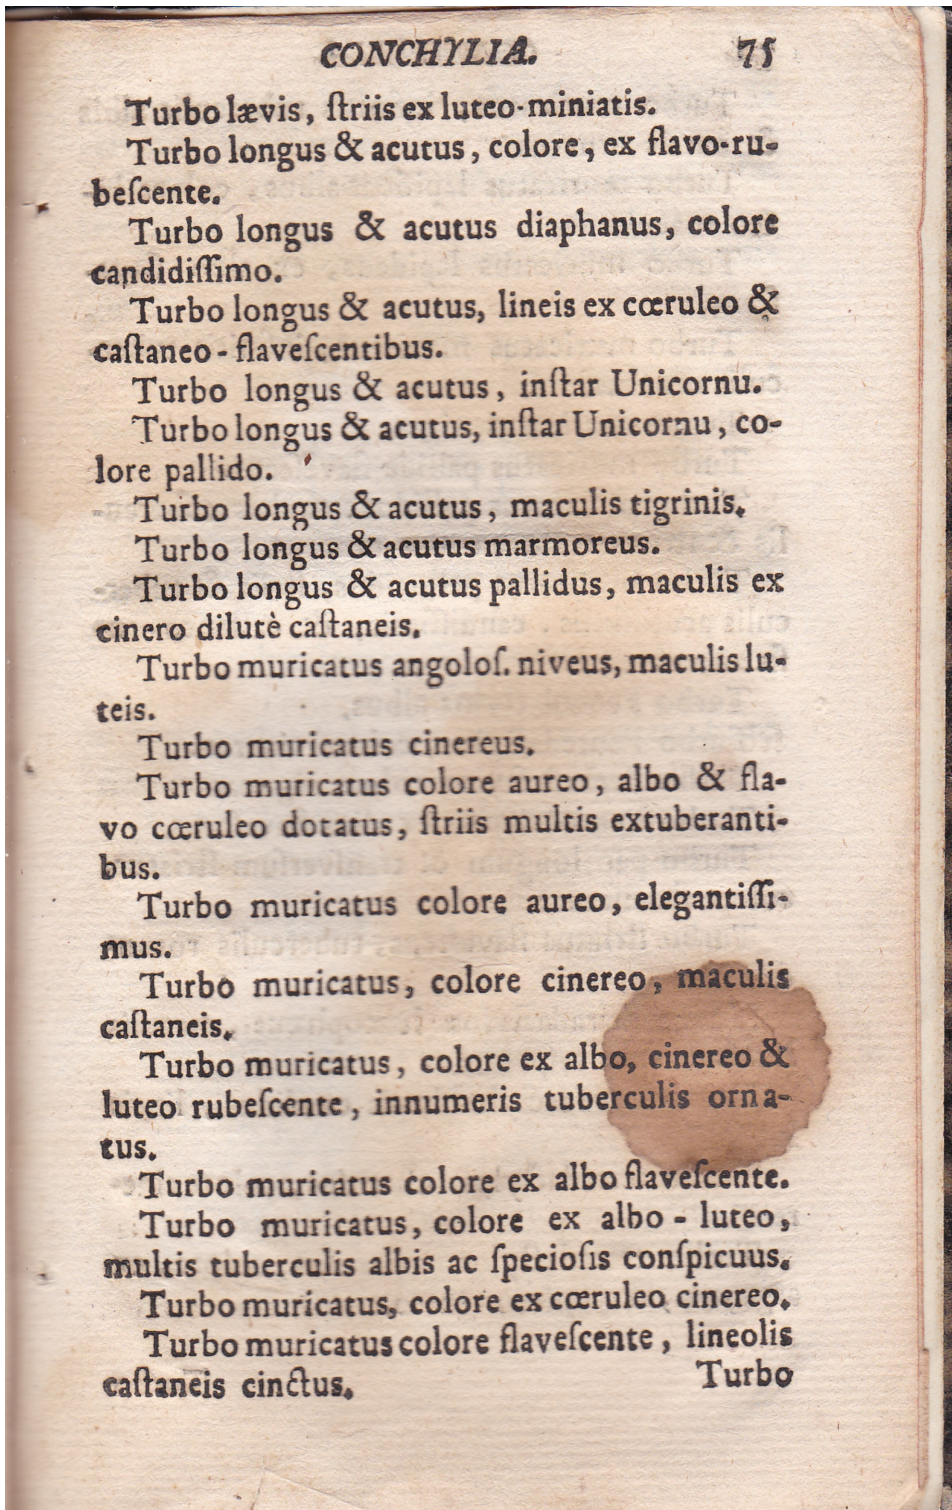 CONCHYLIA. 75
Turbo lævis, ſtriis ex luteo-miniatis.
Turbo longus & acutus, colore, ex flavo-ru-
beſcente.
Turbo longus & acutus diaphanus, colore
candidiſſimo.
Turbo longus & acutus, lineis ex cœruleo &
caſtaneo-flaveſcentibus.
Turbo longus & acutus, inſtar Unicornu.
Turbo longus & acutus, inſtar Unicornu, co-
lore pallido.
Turbo longus & acutus, maculis tigrinis.
Turbo longus & acutus marmoreus.
Turbo longus & acutus pallidus, maculis ex
cinero dilutè caſtaneis.
Turbo muricatus angoloſ. niveus, maculis lu-
teis.
Turbo muricatus cinereus.
Turbo muricatus colore aureo, albo & fla-
vo cœruleo dotatus, ſtriis multis extuberanti-
bus.
Turbo muricatus colore aureo, elegantiſſi-
mus.
Turbo muricatus, colore cinereo, maculis
caſtaneis.
Turbo muricatus, colore ex albo, cinereo &
luteo rubeſcente, innumeris tuberculis orna-
tus.
Turbo muricatus colore ex albo flaveſcente.
Turbo muricatus, colore ex albo-luteo,
multis tuberculis albis ac ſpecioſis conſpicuus.
Turbo muricatus, colore ex cœruleo cinereo.
Turbo muricatus colore flaveſcente, lineolis
caſtaneis cinctus.
Turbo